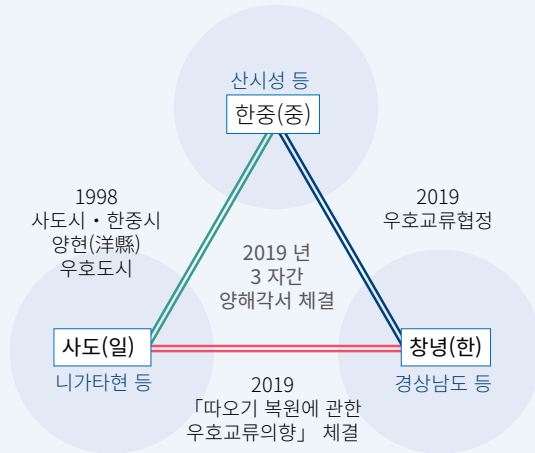 산시성 등
한중(중)
1998
사도시・한중시
양현(洋縣)
우호도시
2019
우호교류협정
2019 년
3 자간
양해각서 체결
사도(일)
니가타현 등
창녕(한)
경상남도 등
2019
「따오기 복원에 관한
우호교류의향」 체결